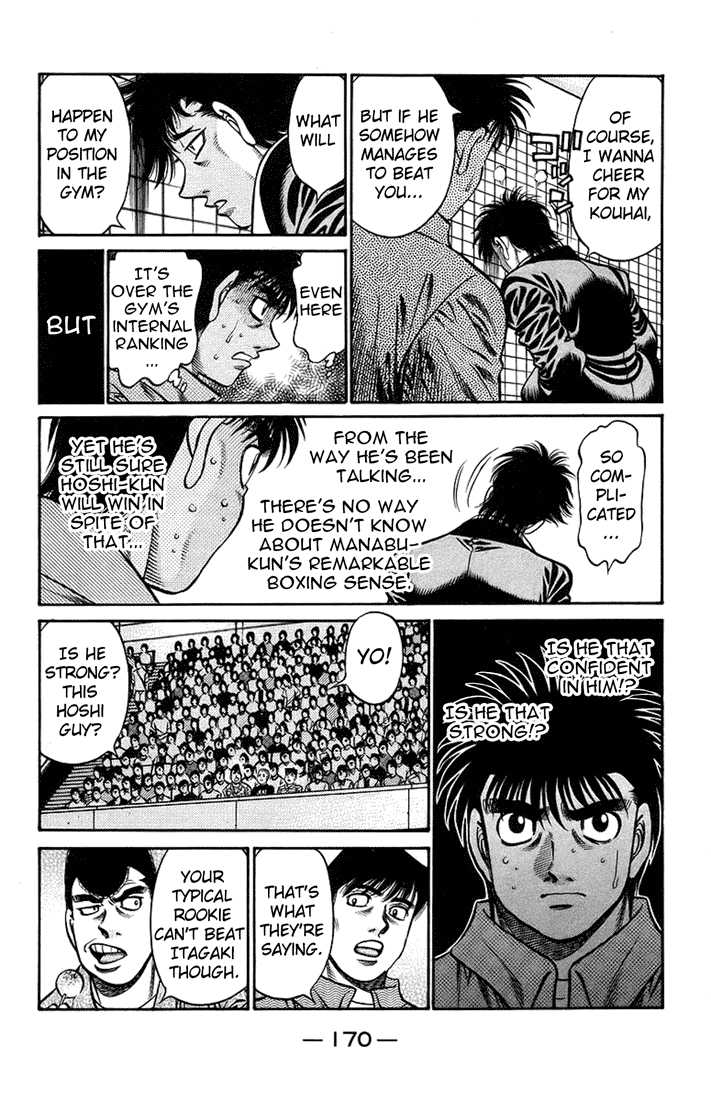 OF
COURSE,
I WANNA
CHEER
FOR MY
KOUHAI,
ゴッ
ゴッ
BUT IF HE
SOMEHOW
MANAGES
TO BEAT
YOU...
WHAT
WILL
HAPPEN
TO MY
POSITION
IN THE
GYM?
EVEN
HERE
IT'S
OVER THE
GYM'S
INTERNAL
RANKING
...
BUT
SO
COM-
PLI-
CATED
...
FROM THE
WAY HE'S BEEN
TALKING...
THERE'S NO WAY
HE DOESN'T KNOW
ABOUT MANABU-
KUN'S REMARKABLE
BOXING SENSE.
YET HE'S
STILL SURE
HOSHI-KUN
WILL WIN IN
SPITE OF
THAT...
IS HE THAT
CONFIDENT
IN HIM!?
IS HE THAT
STRONG!?
YO!
IS HE
STRONG?
THIS
HOSHI
GUY?
THAT'S
WHAT
THEY'RE
SAYING.
YOUR
TYPICAL
ROOKIE
CAN'T BEAT
ITAGAKI
THOUGH.
— 170 —